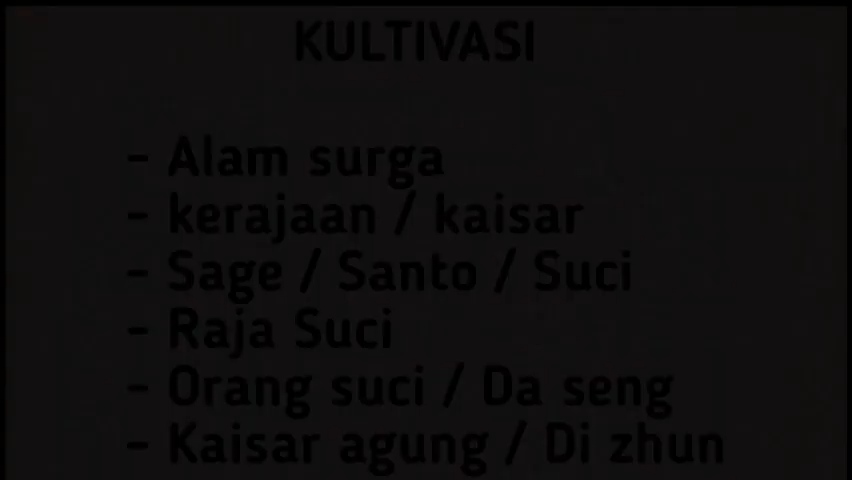 KULTIVASI
- Alam surga
- kerajaan / kaisar
- Sage / Santo / Suci
- Raja Suci
- Orang suci / Da seng
- Kaisar agung / Di zhun